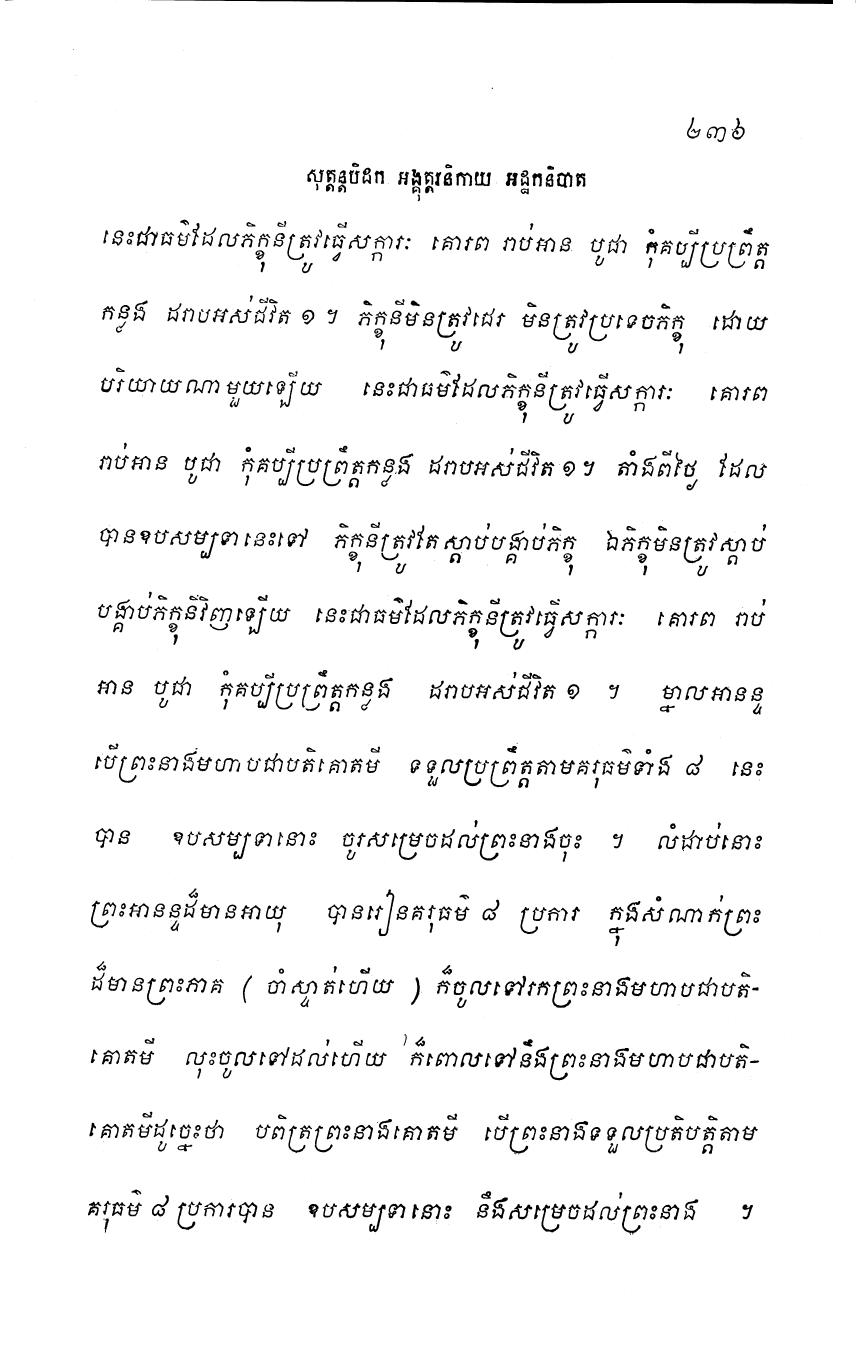 ២៣៦
សុត្តន្តបិដក អង្គុត្តរនិកាយ អដ្ឋកនិបាត
នេះជាធម៌ដែលភិក្ខុនីត្រូវធ្វើសក្ការៈ គោរព រាប់អាន បូជា កុំគប្បីប្រព្រឹត្ត
កន្លង ដរាបអស់ជីវិត ១ ។ ភិក្ខុនីមិនត្រូវជេរ មិនត្រូវប្រទេចភិក្ខុ ដោយ
បរិយាយណាមួយឡើយ នេះជាធម៌ដែលភិក្ខុនីត្រូវធ្វើសក្ការៈ គោរព
រាប់អាន បូជា កុំគប្បីប្រព្រឹត្តកន្លង ដរាបអស់ជីវិត ១ ។ តាំងពីថ្ងៃ ដែល
បានឧបសម្បទានេះទៅ ភិក្ខុនីត្រូវតែស្តាប់បង្គាប់ភិក្ខុ ឯភិក្ខុមិនត្រូវស្តាប់
បង្គាប់ភិក្ខុនីវិញឡើយ នេះជាធម៌ដែលភិក្ខុនីត្រូវធ្វើសក្ការៈ គោរព រាប់
អាន បូជា កុំគប្បីប្រព្រឹត្តកន្លង ដរាបអស់ជីវិត ១ ។ ម្នាលអានន្ទ
បើព្រះនាងមហាបជាបតិគោតមី ទទួលប្រព្រឹត្តតាមគរុធម៌ទាំង ៨ នេះ
បាន ឧបសម្បទានោះ ចូរសម្រេចដល់ព្រះនាងចុះ ។ លំដាប់នោះ
ព្រះអានន្ទដ៏មានអាយុ បានរៀនគរុធម៌ ៨ ប្រការ ក្នុងសំណាក់ព្រះ
ដ៏មានព្រះភាគ ( ចាំស្ទាត់ហើយ ) ក៏ចូលទៅរកព្រះនាងមហាបជាបតិ-
គោតមី លុះចូលទៅដល់ហើយ ក៏ពោលទៅនឹងព្រះនាងមហាបជាបតិ-
គោតមីដូច្នេះថា បពិត្រព្រះនាងគោតមី បើព្រះនាងទទួលប្រតិបត្តិតាម
គរុធម៌ ៨ ប្រការបាន ឧបសម្បទានោះ នឹងសម្រេចដល់ព្រះនាង ។